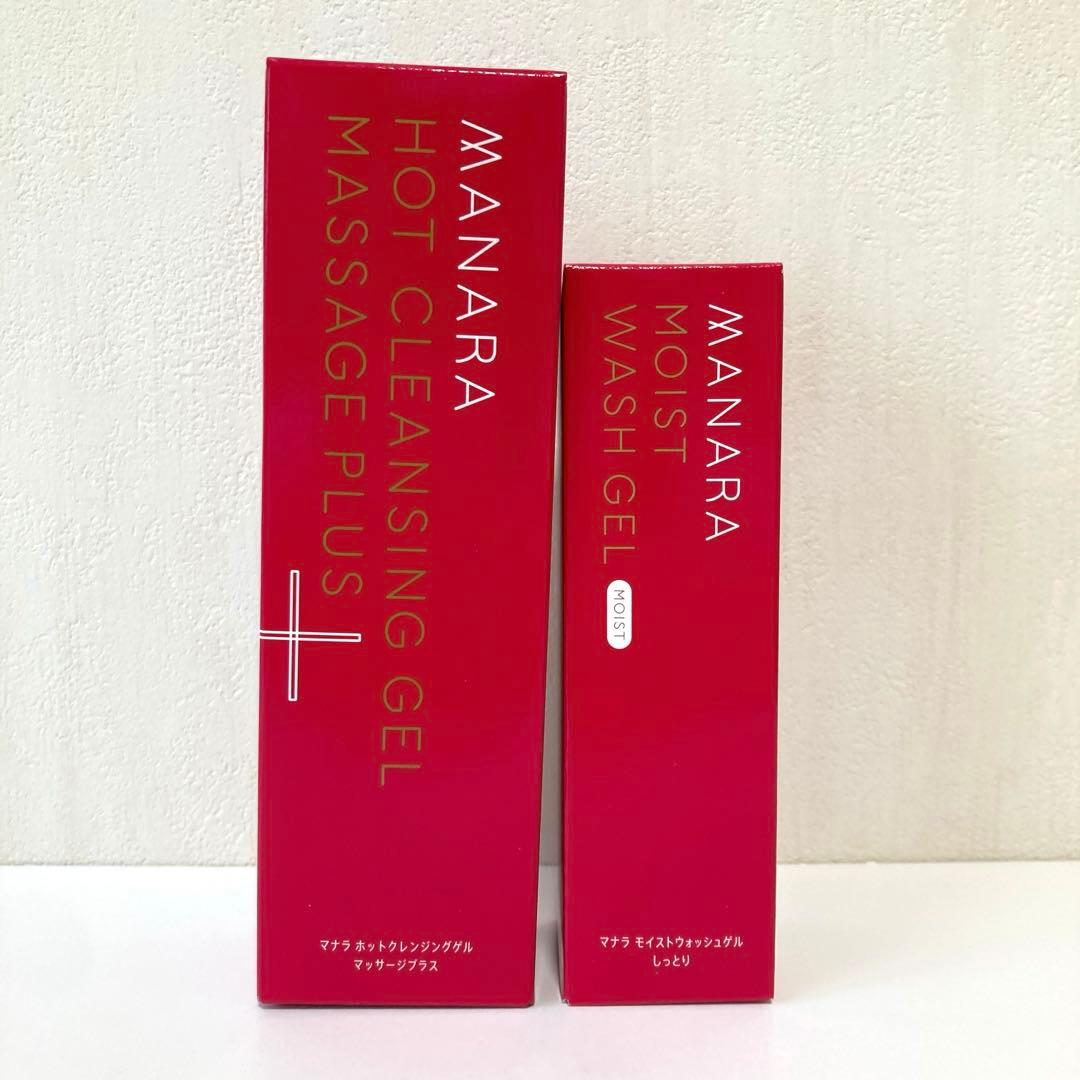 MANARA
HOT CLEANSING GEL
MASSAGE PLUS
マナラ ホットクレンジングゲル
マッサージプラス
MANARA
MOIST
WASH GEL
MOIST
マナラ モイストウォッシュゲル
しっとり